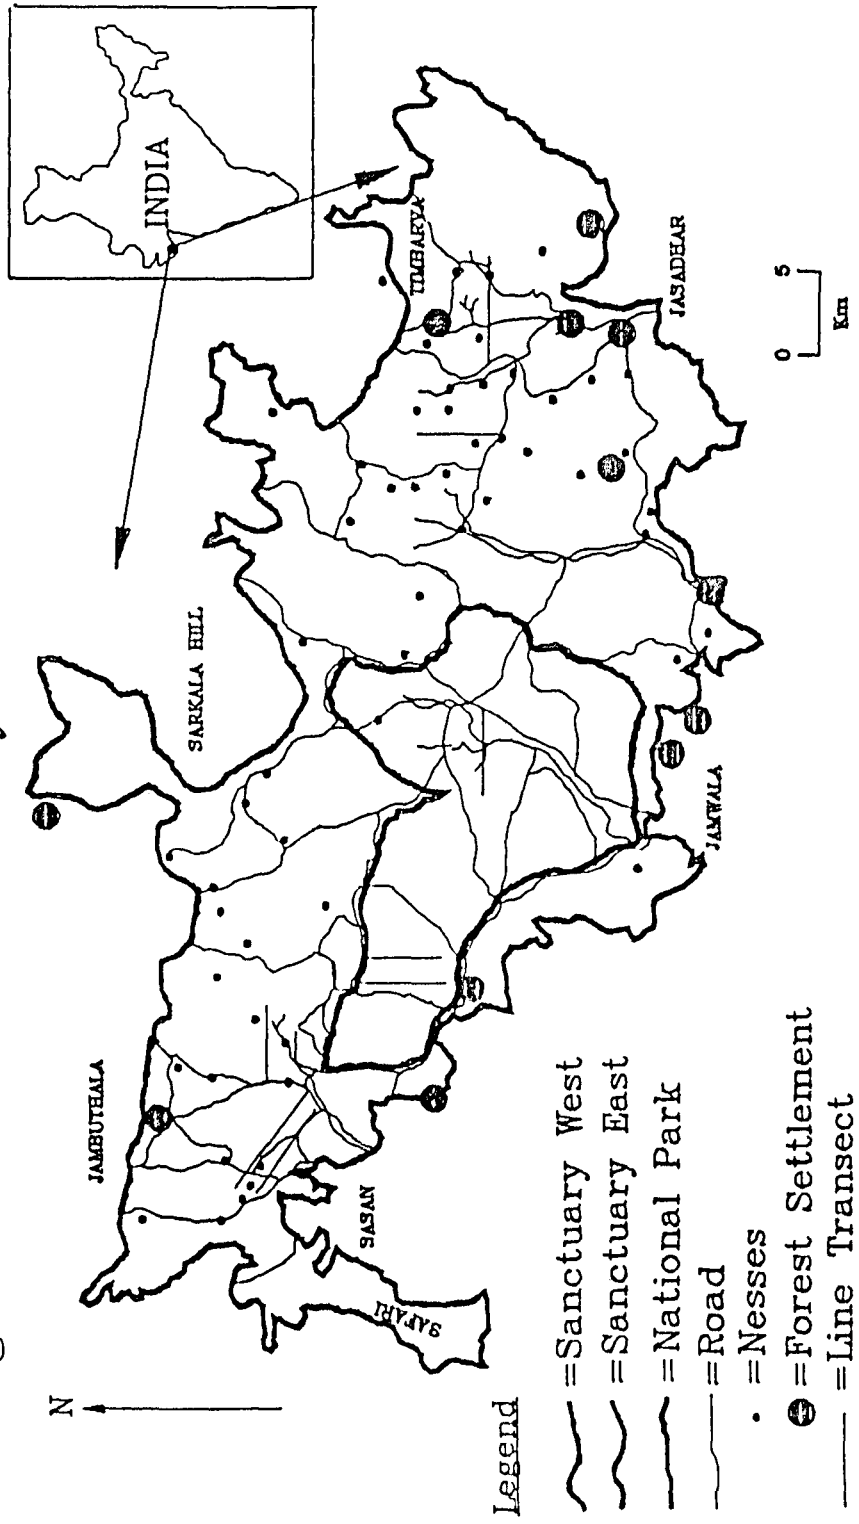 INDIA
N
JAMBUTHALA
SARKALA HILL
TIMBARVA
SASAN
SAFARI
JAMWALA
JASADHAR
0 5
Km
Legend
=Sanctuary West
=Sanctuary East
=National Park
=Road
=Nesses
=Forest Settlement
=Line Transect